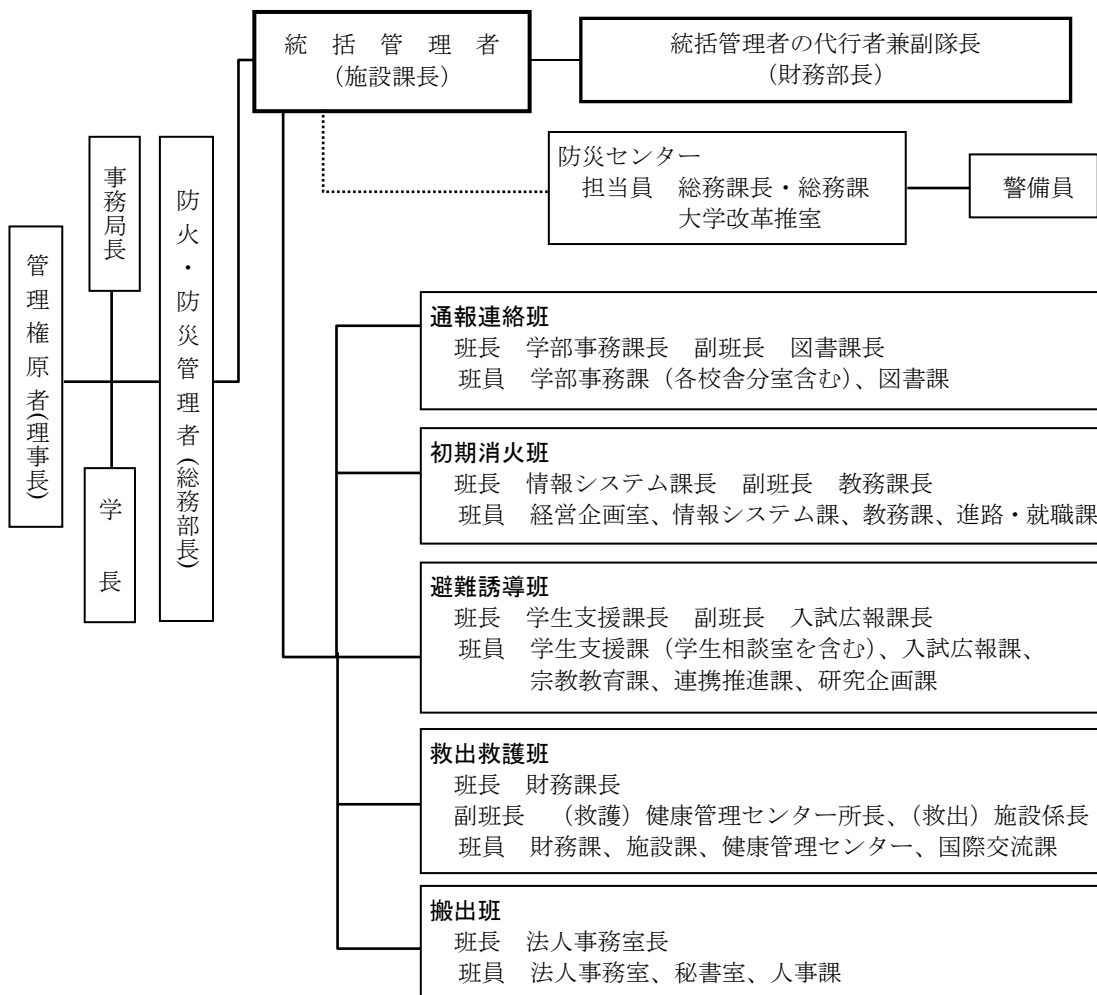 統括管理者
(施設課長)
統括管理者の代行者兼副隊長
(財務部長)
防災センター
担当員　総務課長・総務課
大学改革推室
警備員
事務局長
管理権原者(理事長)
学長
防火・防災管理者(総務部長)
通報連絡班
班長　学部事務課長　副班長　図書課長
班員　学部事務課（各校舎分室含む）、図書課
初期消火班
班長　情報システム課長　副班長　教務課長
班員　経営企画室、情報システム課、教務課、進路・就職課
避難誘導班
班長　学生支援課長　副班長　入試広報課長
班員　学生支援課（学生相談室を含む）、入試広報課、
宗教教育課、連携推進課、研究企画課
救出救護班
班長　財務課長
副班長　（救護）健康管理センター所長、（救出）施設係長
班員　財務課、施設課、健康管理センター、国際交流課
搬出班
班長　法人事務室長
班員　法人事務室、秘書室、人事課